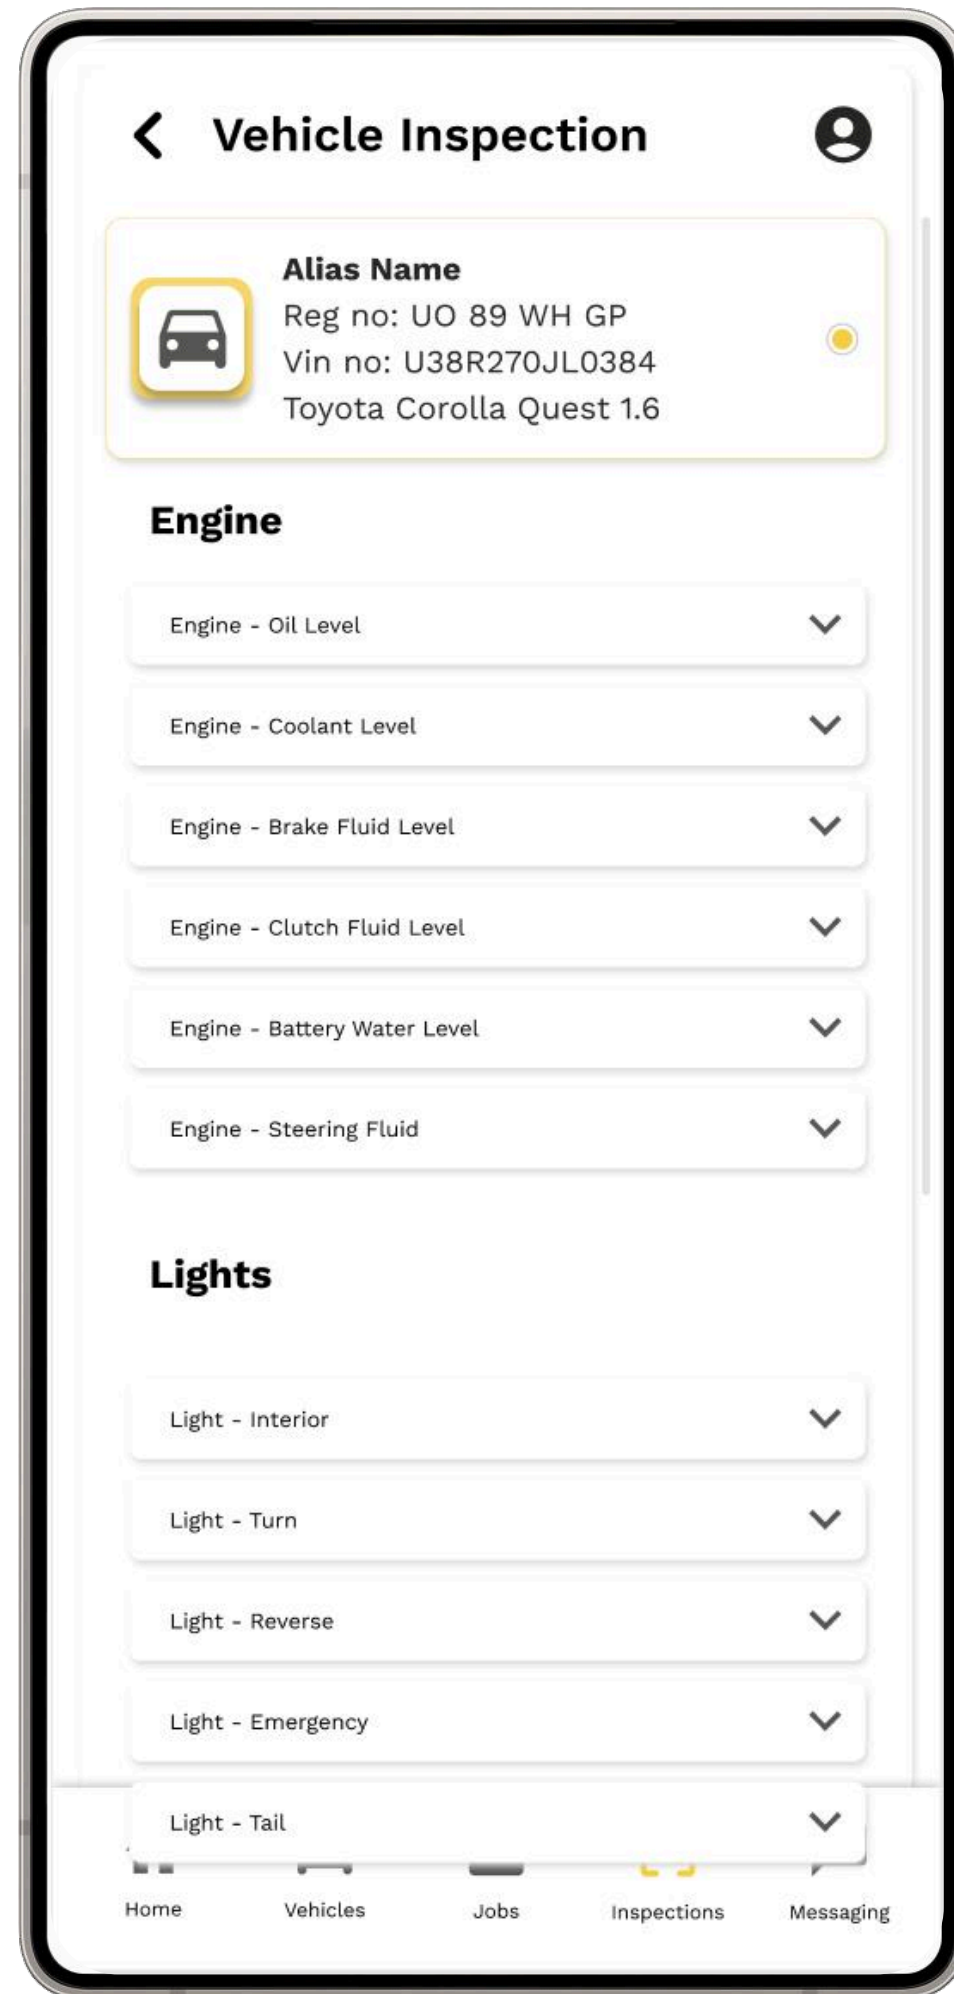 Vehicle Inspection
Alias Name
Reg no: UO 89 WH GP
Vin no: U38R270JL0384
Toyota Corolla Quest 1.6
Engine
Engine - Oil Level
Engine - Coolant Level
Engine - Brake Fluid Level
Engine - Clutch Fluid Level
Engine - Battery Water Level
Engine - Steering Fluid
Lights
Light - Interior
Light - Turn
Light - Reverse
Light - Emergency
Light - Tail
Home Vehicles Jobs Inspections Messaging